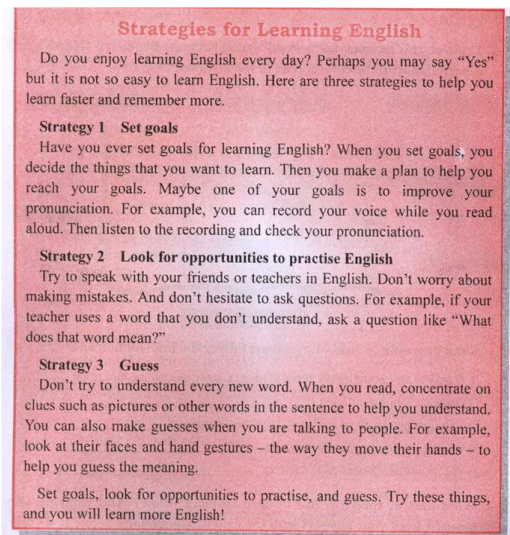 Strategies for Learning English
Do you enjoy learning English every day? Perhaps you may say “Yes”
but it is not so easy to learn English. Here are three strategies to help you
learn faster and remember more.
Strategy 1 Set goals
Have you ever set goals for learning English? When you set goals, you
decide the things that you want to learn. Then you make a plan to help you
reach your goals. Maybe one of your goals is to improve your
pronunciation. For example, you can record your voice while you read
aloud. Then listen to the recording and check your pronunciation.
Strategy 2 Look for opportunities to practise English
Try to speak with your friends or teachers in English. Don’t worry about
making mistakes. And don’t hesitate to ask questions. For example, if your
teacher uses a word that you don’t understand, ask a question like “What
does that word mean?”
Strategy 3 Guess
Don’t try to understand every new word. When you read, concentrate on
clues such as pictures or other words in the sentence to help you understand.
You can also make guesses when you are talking to people. For example,
look at their faces and hand gestures – the way they move their hands – to
help you guess the meaning.
Set goals, look for opportunities to practise, and guess. Try these things,
and you will learn more English!